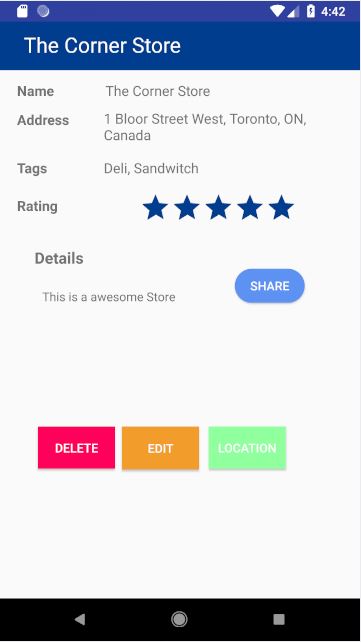 4:42
The Corner Store
Name The Corner Store
Address 1 Bloor Street West, Toronto, ON,
Canada
Tags Deli, Sandwitch
Rating
Details
This is a awesome Store
SHARE
DELETE EDIT LOCATION